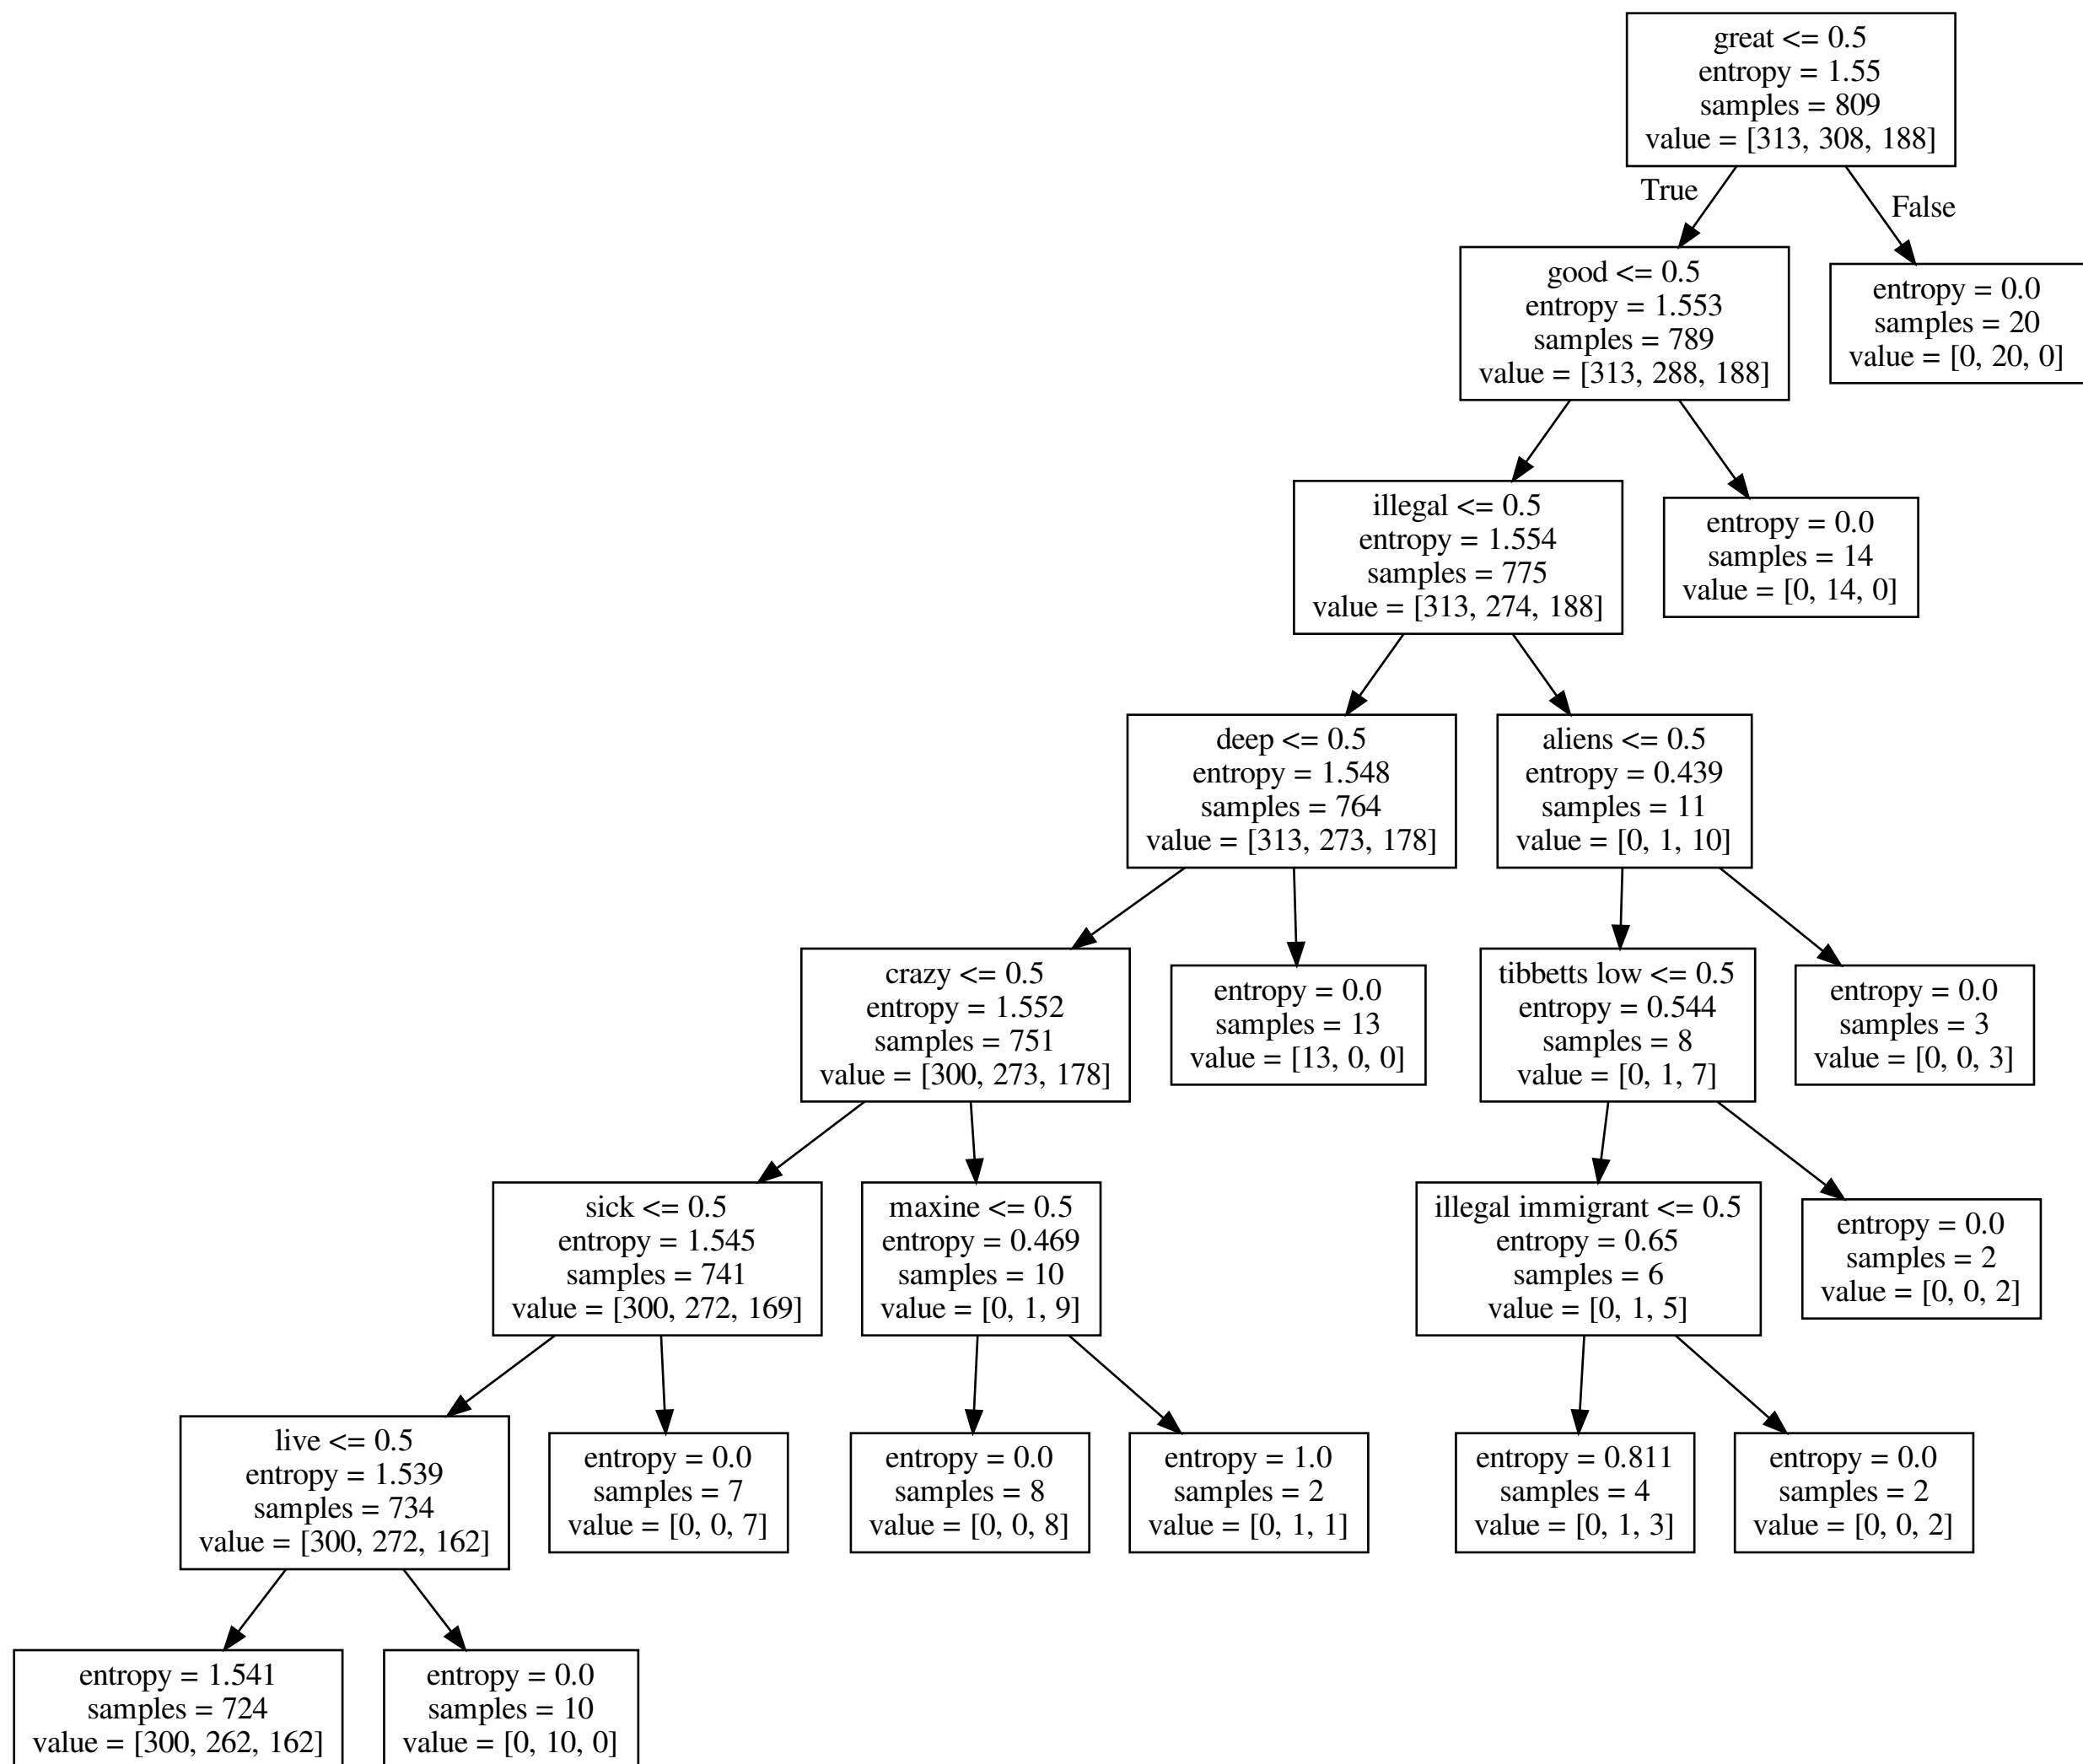 great <= 0.5
entropy = 1.55
samples = 809
value = [313, 308, 188]
True
False
good <= 0.5
entropy = 1.553
samples = 789
value = [313, 288, 188]
entropy = 0.0
samples = 20
value = [0, 20, 0]
illegal <= 0.5
entropy = 1.554
samples = 775
value = [313, 274, 188]
entropy = 0.0
samples = 14
value = [0, 14, 0]
deep <= 0.5
entropy = 1.548
samples = 764
value = [313, 273, 178]
aliens <= 0.5
entropy = 0.439
samples = 11
value = [0, 1, 10]
crazy <= 0.5
entropy = 1.552
samples = 751
value = [300, 273, 178]
entropy = 0.0
samples = 13
value = [13, 0, 0]
tibbetts low <= 0.5
entropy = 0.544
samples = 8
value = [0, 1, 7]
entropy = 0.0
samples = 3
value = [0, 0, 3]
sick <= 0.5
entropy = 1.545
samples = 741
value = [300, 272, 169]
maxine <= 0.5
entropy = 0.469
samples = 10
value = [0, 1, 9]
illegal immigrant <= 0.5
entropy = 0.65
samples = 6
value = [0, 1, 5]
entropy = 0.0
samples = 2
value = [0, 0, 2]
live <= 0.5
entropy = 1.539
samples = 734
value = [300, 272, 162]
entropy = 0.0
samples = 7
value = [0, 0, 7]
entropy = 0.0
samples = 8
value = [0, 0, 8]
entropy = 1.0
samples = 2
value = [0, 1, 1]
entropy = 0.811
samples = 4
value = [0, 1, 3]
entropy = 0.0
samples = 2
value = [0, 0, 2]
entropy = 1.541
samples = 724
value = [300, 262, 162]
entropy = 0.0
samples = 10
value = [0, 10, 0]